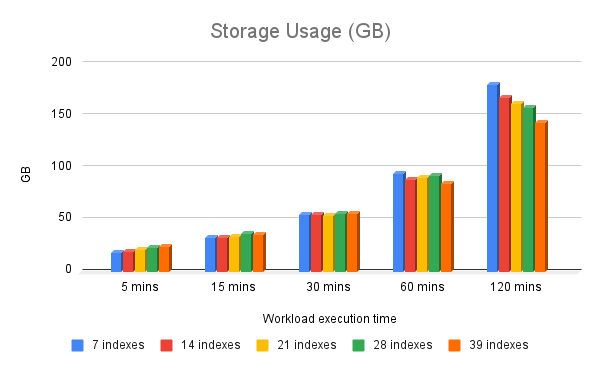 Storage Usage (GB)
200
150
100
50
0
GB
5 mins 15 mins 30 mins 60 mins 120 mins
Workload execution time
7 indexes 14 indexes 21 indexes 28 indexes 39 indexes